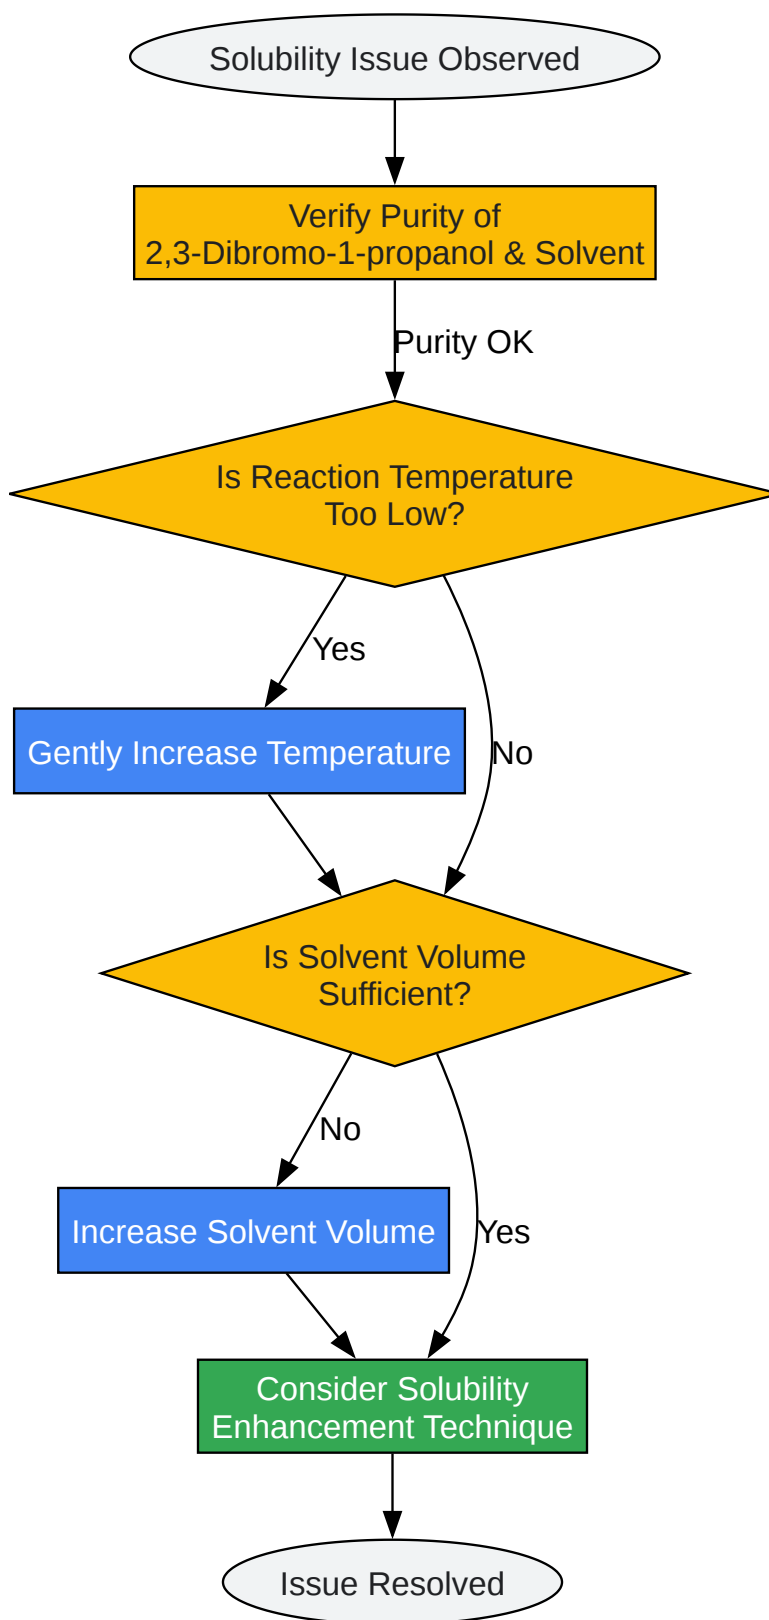 Solubility Issue Observed
Verify Purity of
2,3-Dibromo-1-propanol & Solvent
Purity OK
Is Reaction Temperature
Too Low?
Yes
Gently Increase Temperature
No
Is Solvent Volume
Sufficient?
No
Increase Solvent Volume
Yes
Consider Solubility
Enhancement Technique
Issue Resolved